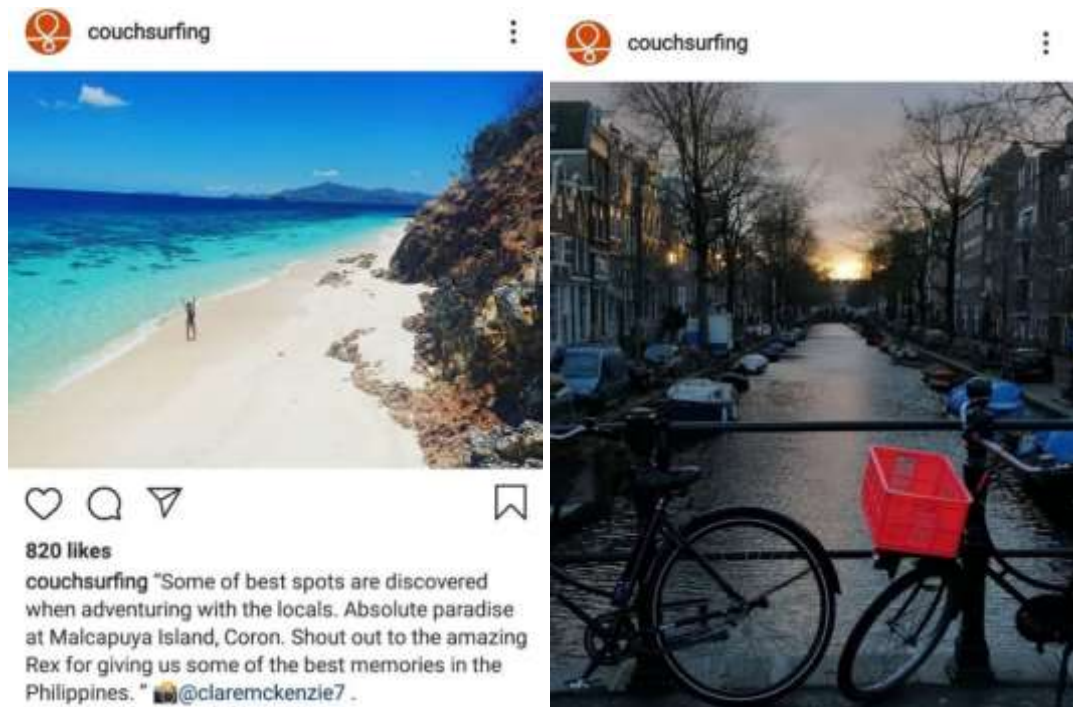 couchsurfing
820 likes
couchsurfing “Some of best spots are discovered
when adventuring with the locals. Absolute paradise
at Malcapuya Island, Coron. Shout out to the amazing
Rex for giving us some of the best memories in the
Philippines. ” 📸@claremckenzie7 .
couchsurfing